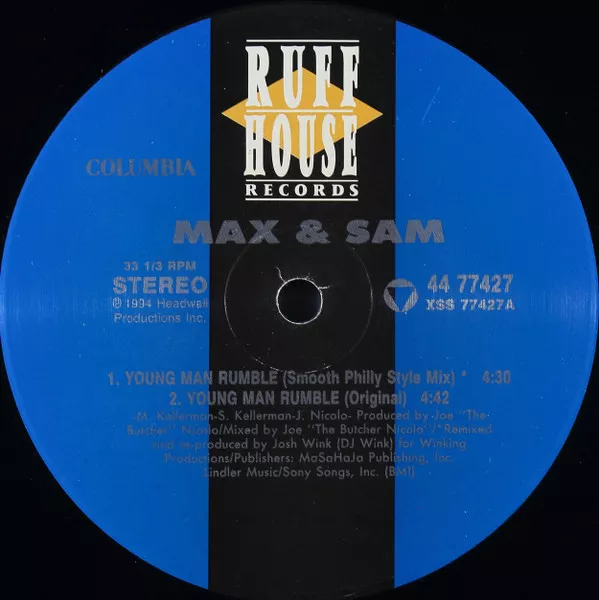 RUFF
HOUSE
RECORDS
COLUMBIA
MAX & SAM
33 1/3 RPM
STEREO
℗ 1994 Headwall
Productions Inc.
44 77427
XSS 77427A
1. YOUNG MAN RUMBLE (Smooth Philly Style Mix) * 4:30
2. YOUNG MAN RUMBLE (Original) 4:42
-M. Kellerman-S. Kellerman-J. Nicolo- Produced by Joe "The
Butcher" Nicolo/Mixed by Joe "The Butcher Nicolo"/*Remixed
and re-produced by Josh Wink (DJ Wink) for Winking
Productions/Publishers: MaSaHaJa Publishing, Inc.
Lindler Music/Sony Songs, Inc. (BMI)